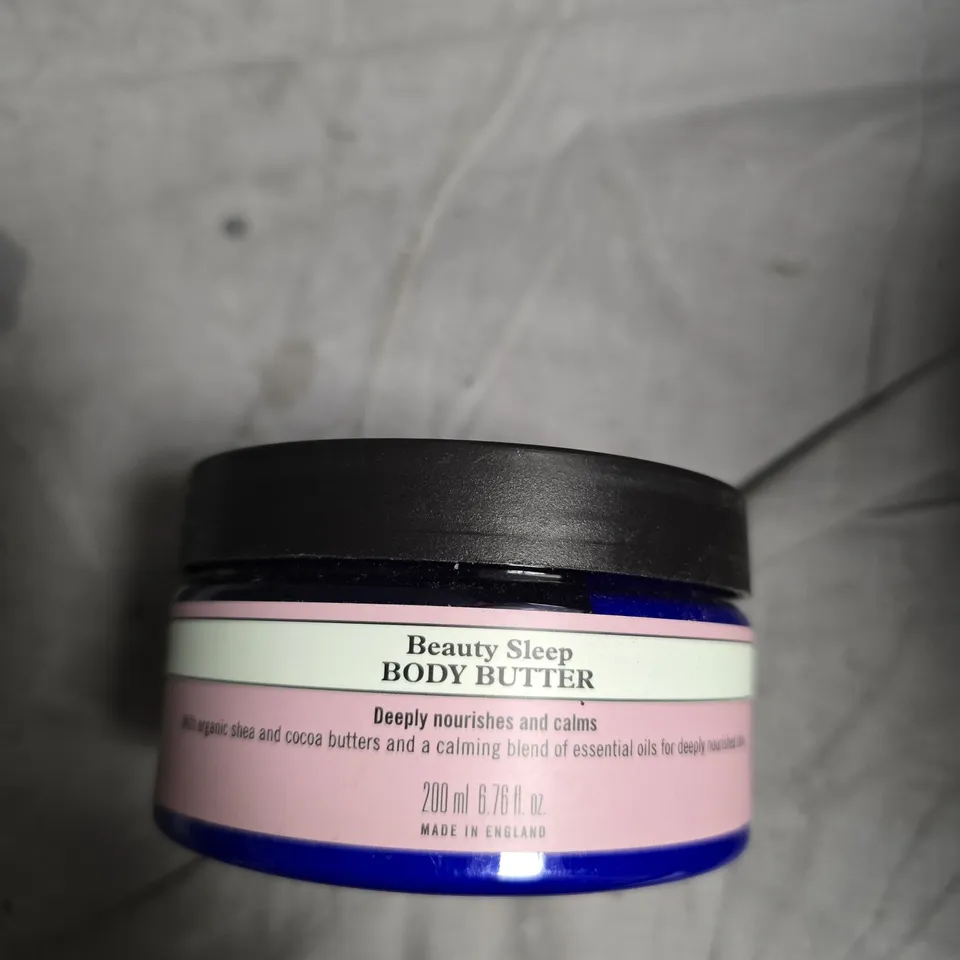 Beauty Sleep
BODY BUTTER
Deeply nourishes and calms
organic shea and cocoa butters and a calming blend of essential oils for deeply nourished
200 ml 6.76 fl. oz.
MADE IN ENGLAND